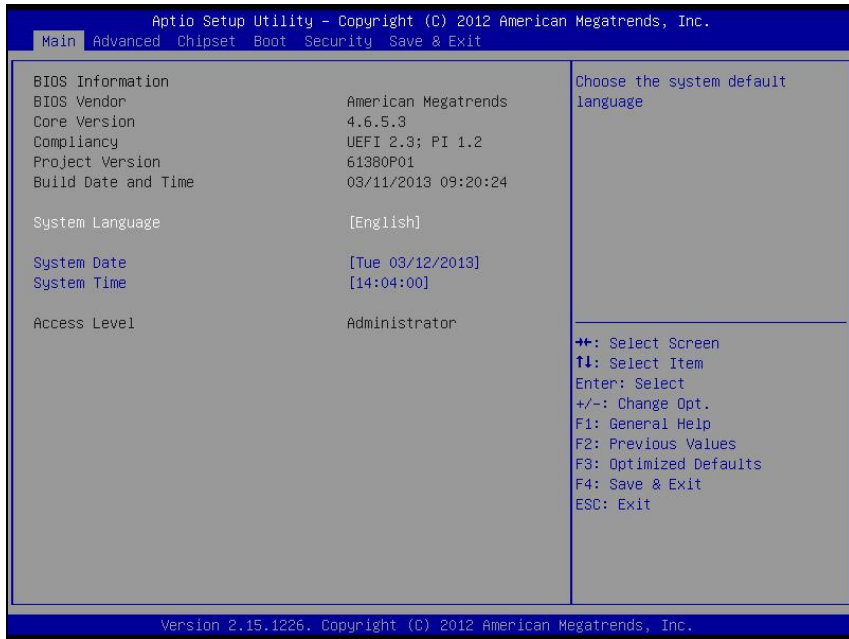 Aptio Setup Utility – Copyright (C) 2012 American Megatrends, Inc.
Main Advanced Chipset Boot Security Save & Exit
BIOS Information
BIOS Vendor American Megatrends
Core Version 4.6.5.3
Compliancy UEFI 2.3; PI 1.2
Project Version 61380P01
Build Date and Time 03/11/2013 09:20:24
System Language [English]
System Date [Tue 03/12/2013]
System Time [14:04:00]
Access Level Administrator
Choose the system default
language
→←: Select Screen
↑↓: Select Item
Enter: Select
+/-: Change Opt.
F1: General Help
F2: Previous Values
F3: Optimized Defaults
F4: Save & Exit
ESC: Exit
Version 2.15.1226. Copyright (C) 2012 American Megatrends, Inc.